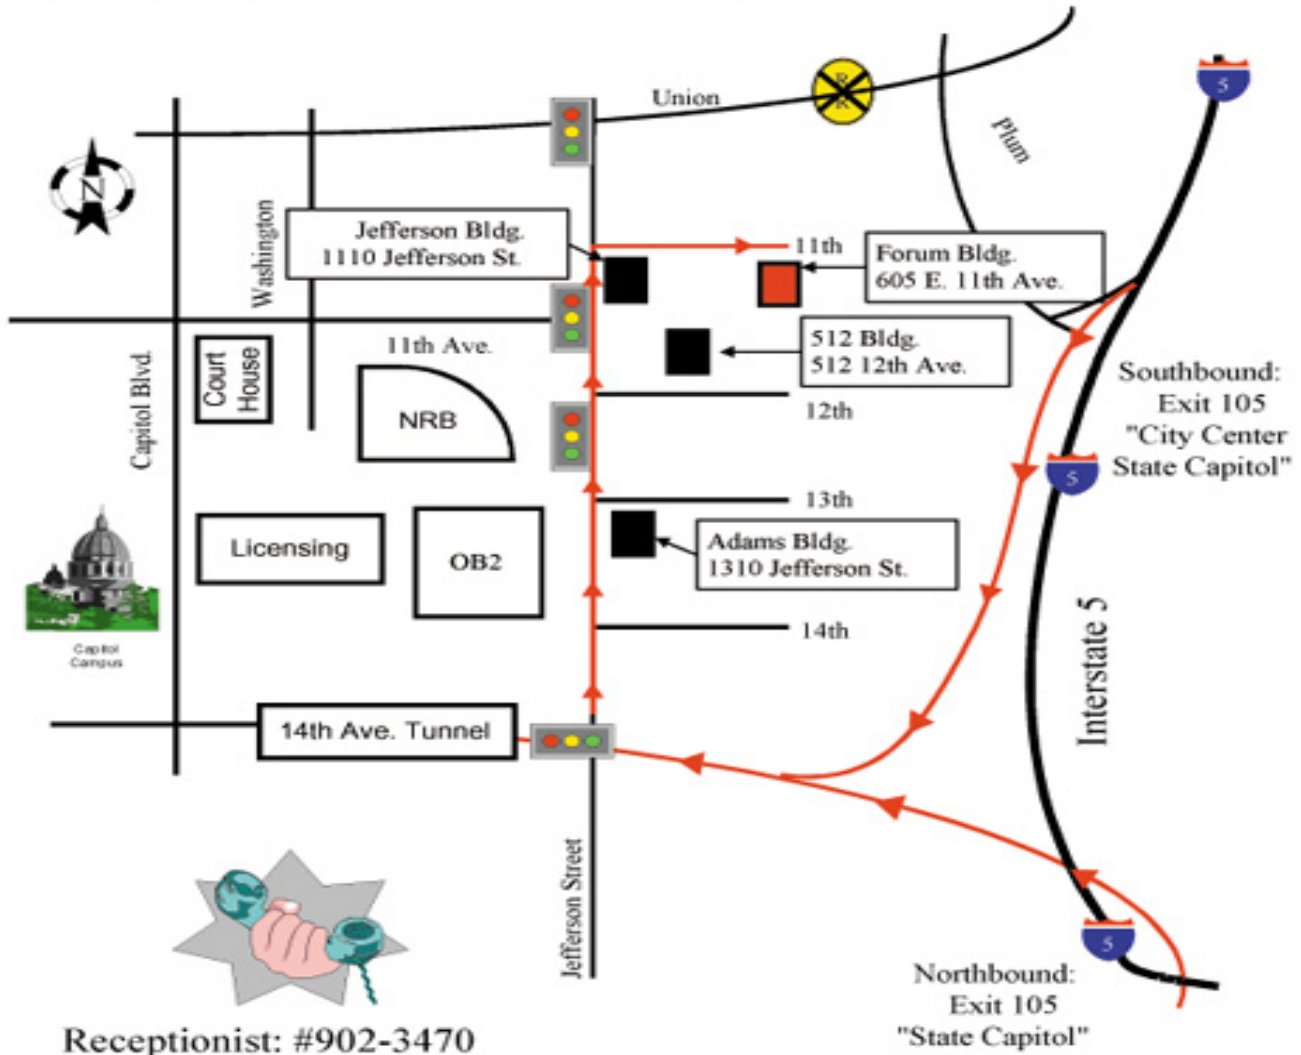 5
R
R
Union
Plum
N
Washington
Jefferson Bldg.
1110 Jefferson St.
11th
Forum Bldg.
605 E. 11th Ave.
11th Ave.
Court
House
512 Bldg.
512 12th Ave.
Capitol Blvd.
NRB
12th
Southbound:
Exit 105
"City Center
State Capitol"
5
13th
Licensing
OB2
Adams Bldg.
1310 Jefferson St.
14th
Capitol
Campus
Interstate 5
14th Ave. Tunnel
Jefferson Street
5
Northbound:
Exit 105
"State Capitol"
Receptionist: #902-3470